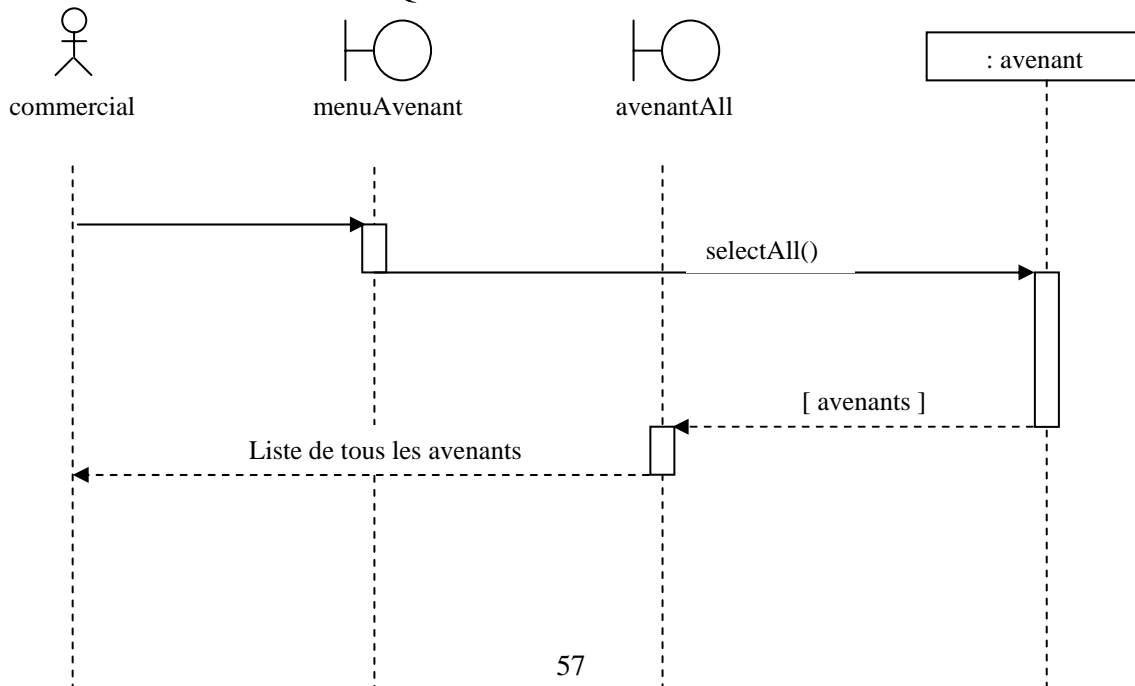 : avenant
commercial
menuAvenant
avenantAll
selectAll()
[ avenants ]
Liste de tous les avenants
57